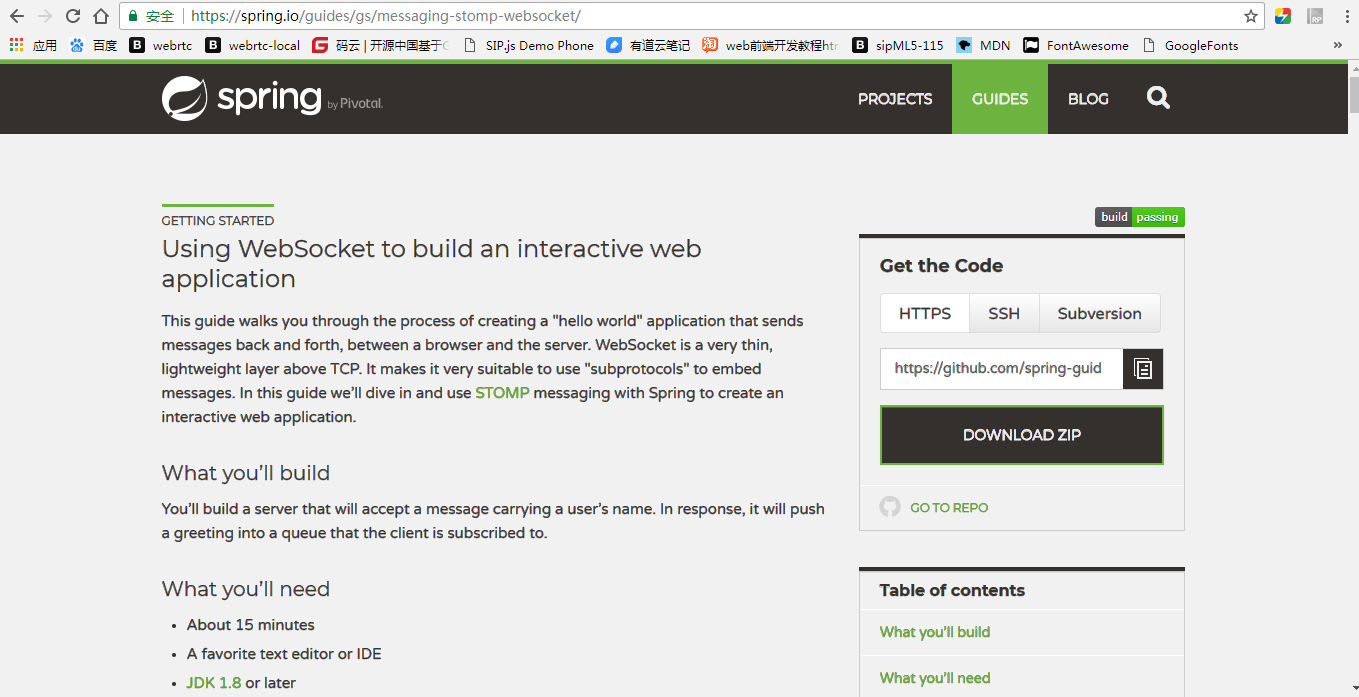 安全 https://spring.io/guides/gs/messaging-stomp-websocket/
应用 百度 B webrtc B webrtc-local G 码云 | 开源中国基于 SIP.js Demo Phone 有道云笔记 淘 web前端开发教程 B sipML5-115 MDN FontAwesome GoogleFonts »
spring by Pivotal. PROJECTS GUIDES BLOG
GETTING STARTED
Using WebSocket to build an interactive web
application
This guide walks you through the process of creating a "hello world" application that sends
messages back and forth, between a browser and the server. WebSocket is a very thin,
lightweight layer above TCP. It makes it very suitable to use "subprotocols" to embed
messages. In this guide we’ll dive in and use STOMP messaging with Spring to create an
interactive web application.
What you’ll build
You’ll build a server that will accept a message carrying a user’s name. In response, it will push
a greeting into a queue that the client is subscribed to.
What you’ll need
• About 15 minutes
• A favorite text editor or IDE
• JDK 1.8 or later
build passing
Get the Code
HTTPS SSH Subversion
https://github.com/spring-guid
DOWNLOAD ZIP
GO TO REPO
Table of contents
What you’ll build
What you’ll need